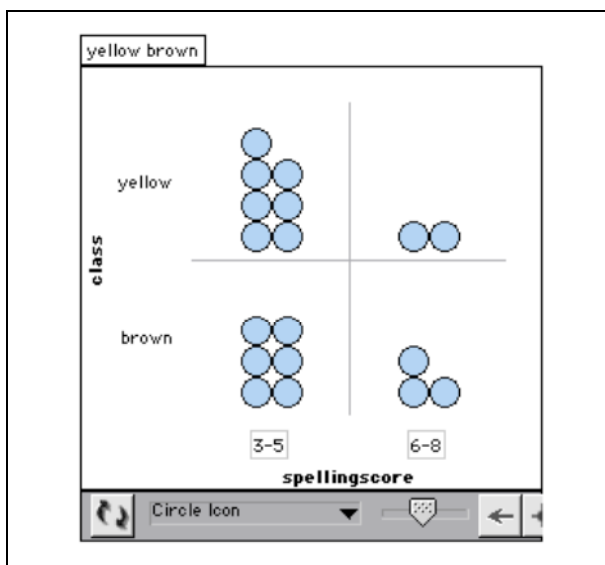 yellow brown
yellow
class
brown
3-5
6-8
spellingscore
Circle Icon